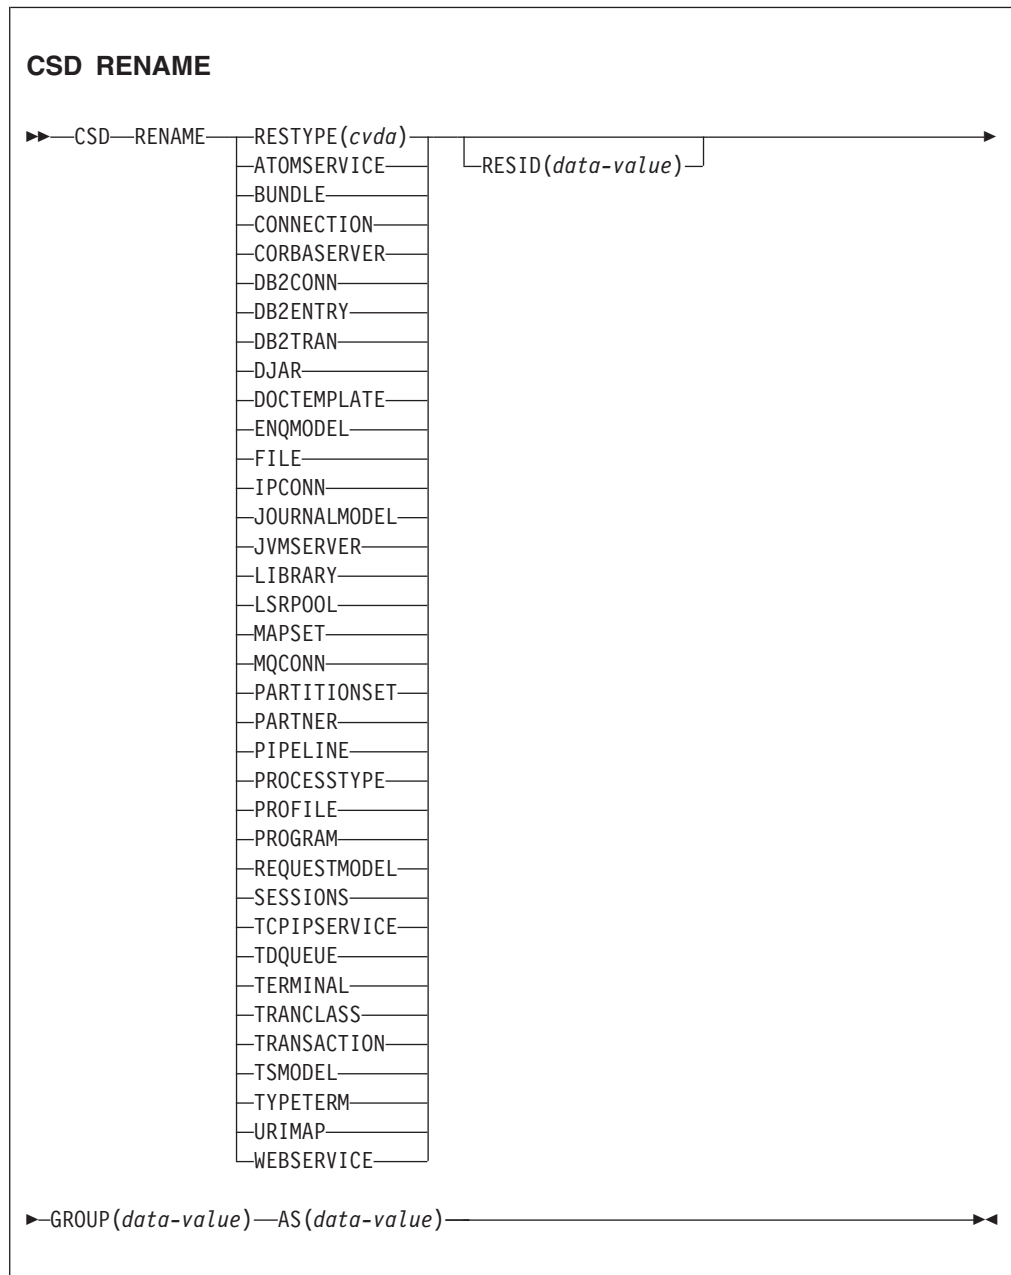 CSD RENAME
CSD RENAME RESTYPE(cvda)
ATOMSERVICE RESID(data-value)
BUNDLE
CONNECTION
CORBASERVER
DB2CONN
DB2ENTRY
DB2TRAN
DJAR
DOCTEMPLATE
ENQMODEL
FILE
IPCONN
JOURNALMODEL
JVMSERVER
LIBRARY
LSRPOOL
MAPSET
MQCONN
PARTITIONSET
PARTNER
PIPELINE
PROCESSTYPE
PROFILE
PROGRAM
REQUESTMODEL
SESSIONS
TCPIPSERVICE
TDQUEUE
TERMINAL
TRANCLASS
TRANSACTION
TSMODEL
TYPETERM
URIMAP
WEBSERVICE
GROUP(data-value) AS(data-value)